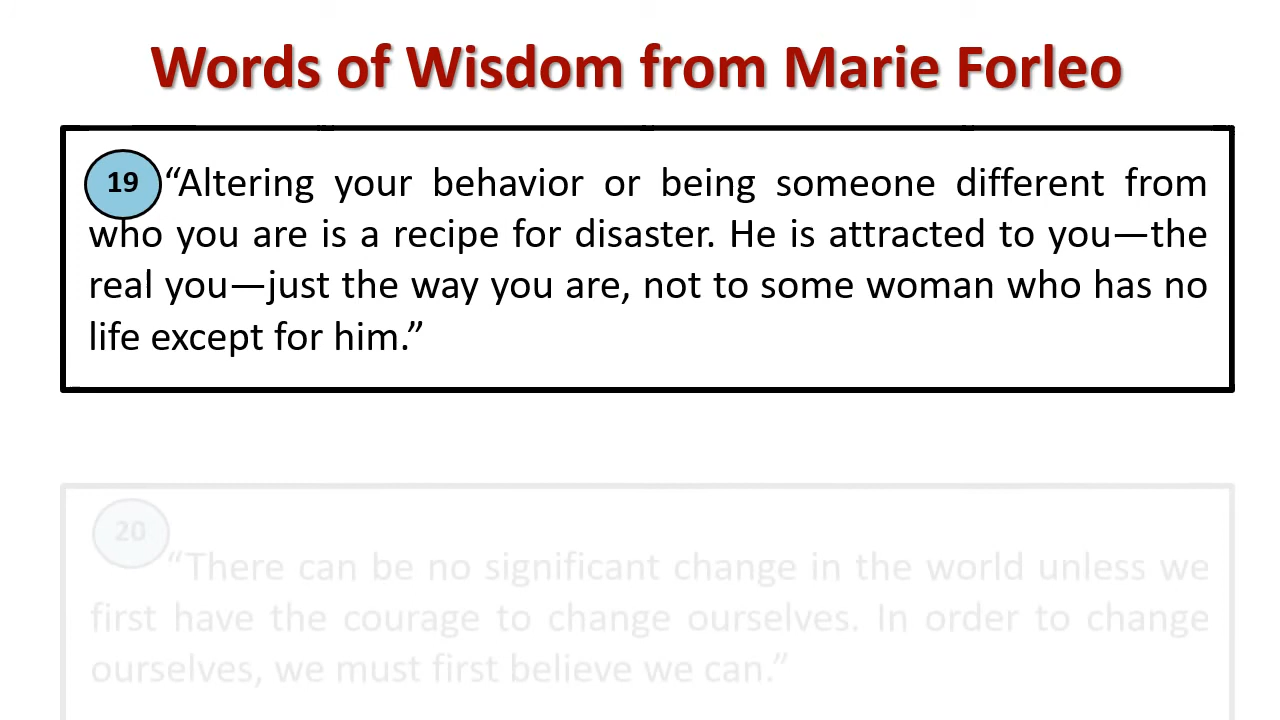 Words of Wisdom from Marie Forleo
19 “Altering your behavior or being someone different from
who you are is a recipe for disaster. He is attracted to you—the
real you—just the way you are, not to some woman who has no
life except for him.”
20
“There can be no significant change in the world unless we
first have the courage to change ourselves. In order to change
ourselves, we must first believe we can.”